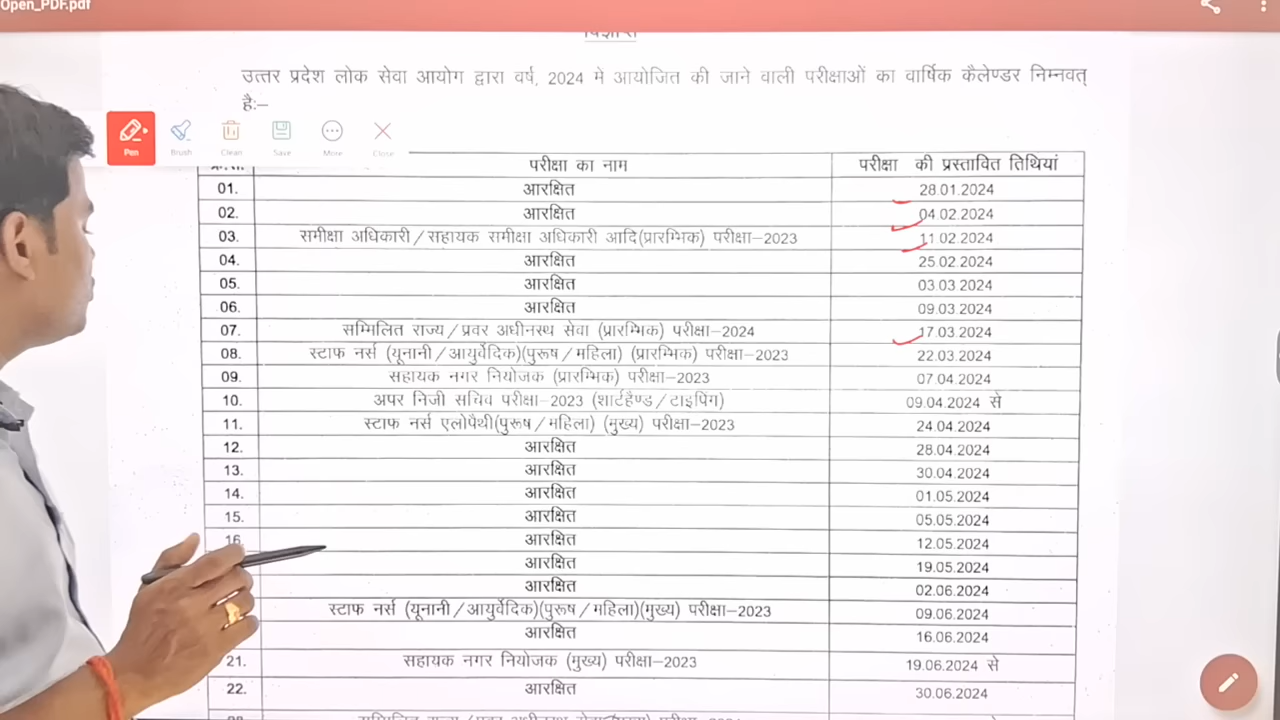 Open_PDF.pdf
विज्ञप्ति
उत्तर प्रदेश लोक सेवा आयोग द्वारा वर्ष, 2024 में आयोजित की जाने वाली परीक्षाओं का वार्षिक कैलेण्डर निम्नवत्
है:–
Pen Brush Clean Save More Close
परीक्षा का नाम परीक्षा की प्रस्तावित तिथियां
01. आरक्षित 28.01.2024
02. आरक्षित 04.02.2024
03. समीक्षा अधिकारी/सहायक समीक्षा अधिकारी आदि(प्रारम्भिक) परीक्षा–2023 11.02.2024
04. आरक्षित 25.02.2024
05. आरक्षित 03.03.2024
06. आरक्षित 09.03.2024
07. सम्मिलित राज्य/प्रवर अधीनस्थ सेवा (प्रारम्भिक) परीक्षा–2024 17.03.2024
08. स्टाफ नर्स (यूनानी/आयुर्वेदिक)(पुरूष/महिला) (प्रारम्भिक) परीक्षा–2023 22.03.2024
09. सहायक नगर नियोजक (प्रारम्भिक) परीक्षा–2023 07.04.2024
10. अपर निजी सचिव परीक्षा–2023 (शार्टहैण्ड/टाइपिंग) 09.04.2024 से
11. स्टाफ नर्स एलोपैथी(पुरूष/महिला) (मुख्य) परीक्षा–2023 24.04.2024
12. आरक्षित 28.04.2024
13. आरक्षित 30.04.2024
14. आरक्षित 01.05.2024
15. आरक्षित 05.05.2024
16 आरक्षित 12.05.2024
आरक्षित 19.05.2024
आरक्षित 02.06.2024
स्टाफ नर्स (यूनानी/आयुर्वेदिक)(पुरूष/महिला)(मुख्य) परीक्षा–2023 09.06.2024
आरक्षित 16.06.2024
21. सहायक नगर नियोजक (मुख्य) परीक्षा–2023 19.06.2024 से
22. आरक्षित 30.06.2024